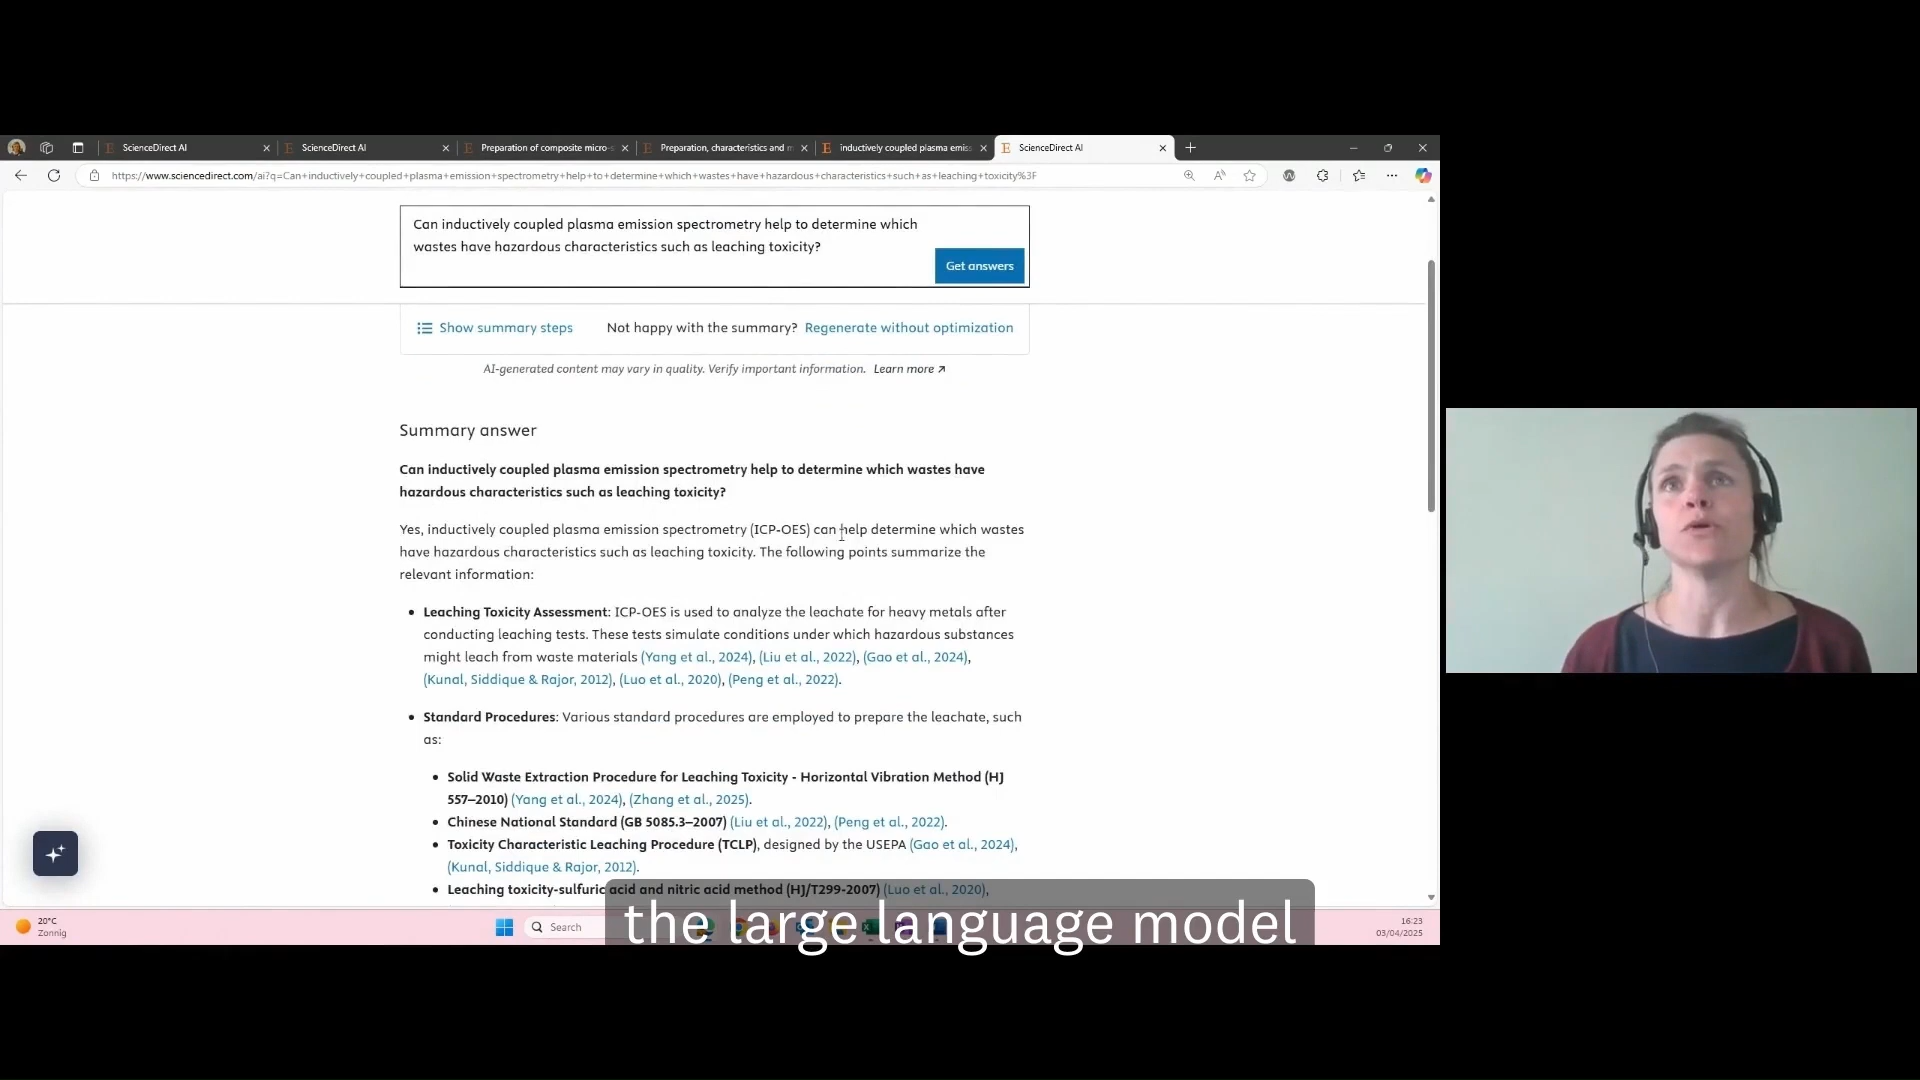 ScienceDirect AI
ScienceDirect AI
Preparation of composite micro-s
Preparation, characteristics and m
inductively coupled plasma emis
ScienceDirect AI
https://www.sciencedirect.com/ai?q=Can+inductively+coupled+plasma+emission+spectrometry+help+to+determine+which+wastes+have+hazardous+characteristics+such+as+leaching+toxicity%3F
Can inductively coupled plasma emission spectrometry help to determine which
wastes have hazardous characteristics such as leaching toxicity?
Get answers
Show summary steps
Not happy with the summary? Regenerate without optimization
AI-generated content may vary in quality. Verify important information. Learn more ↗
Summary answer
Can inductively coupled plasma emission spectrometry help to determine which wastes have
hazardous characteristics such as leaching toxicity?
Yes, inductively coupled plasma emission spectrometry (ICP-OES) can help determine which wastes
have hazardous characteristics such as leaching toxicity. The following points summarize the
relevant information:
• Leaching Toxicity Assessment: ICP-OES is used to analyze the leachate for heavy metals after
conducting leaching tests. These tests simulate conditions under which hazardous substances
might leach from waste materials (Yang et al., 2024), (Liu et al., 2022), (Gao et al., 2024),
(Kunal, Siddique & Rajor, 2012), (Luo et al., 2020), (Peng et al., 2022).
• Standard Procedures: Various standard procedures are employed to prepare the leachate, such
as:
• Solid Waste Extraction Procedure for Leaching Toxicity - Horizontal Vibration Method (HJ
557–2010) (Yang et al., 2024), (Zhang et al., 2025).
• Chinese National Standard (GB 5085.3–2007) (Liu et al., 2022), (Peng et al., 2022).
• Toxicity Characteristic Leaching Procedure (TCLP), designed by the USEPA (Gao et al., 2024),
(Kunal, Siddique & Rajor, 2012).
• Leaching toxicity-sulfuric acid and nitric acid method (HJ/T299-2007) (Luo et al., 2020),
20°C
Zonnig
Search
16:23
03/04/2025
the large language model